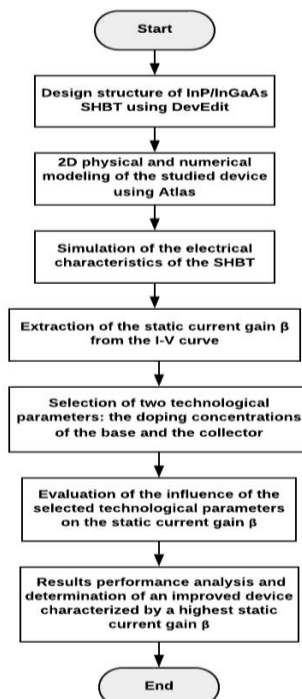 Start
Design structure of InP/InGaAs
SHBT using DevEdit
2D physical and numerical
modeling of the studied device
using Atlas
Simulation of the electrical
characteristics of the SHBT
Extraction of the static current gain β
from the I-V curve
Selection of two technological
parameters: the doping concentrations
of the base and the collector
Evaluation of the influence of the
selected technological parameters
on the static current gain β
Results performance analysis and
determination of an improved device
characterized by a highest static
current gain β
End